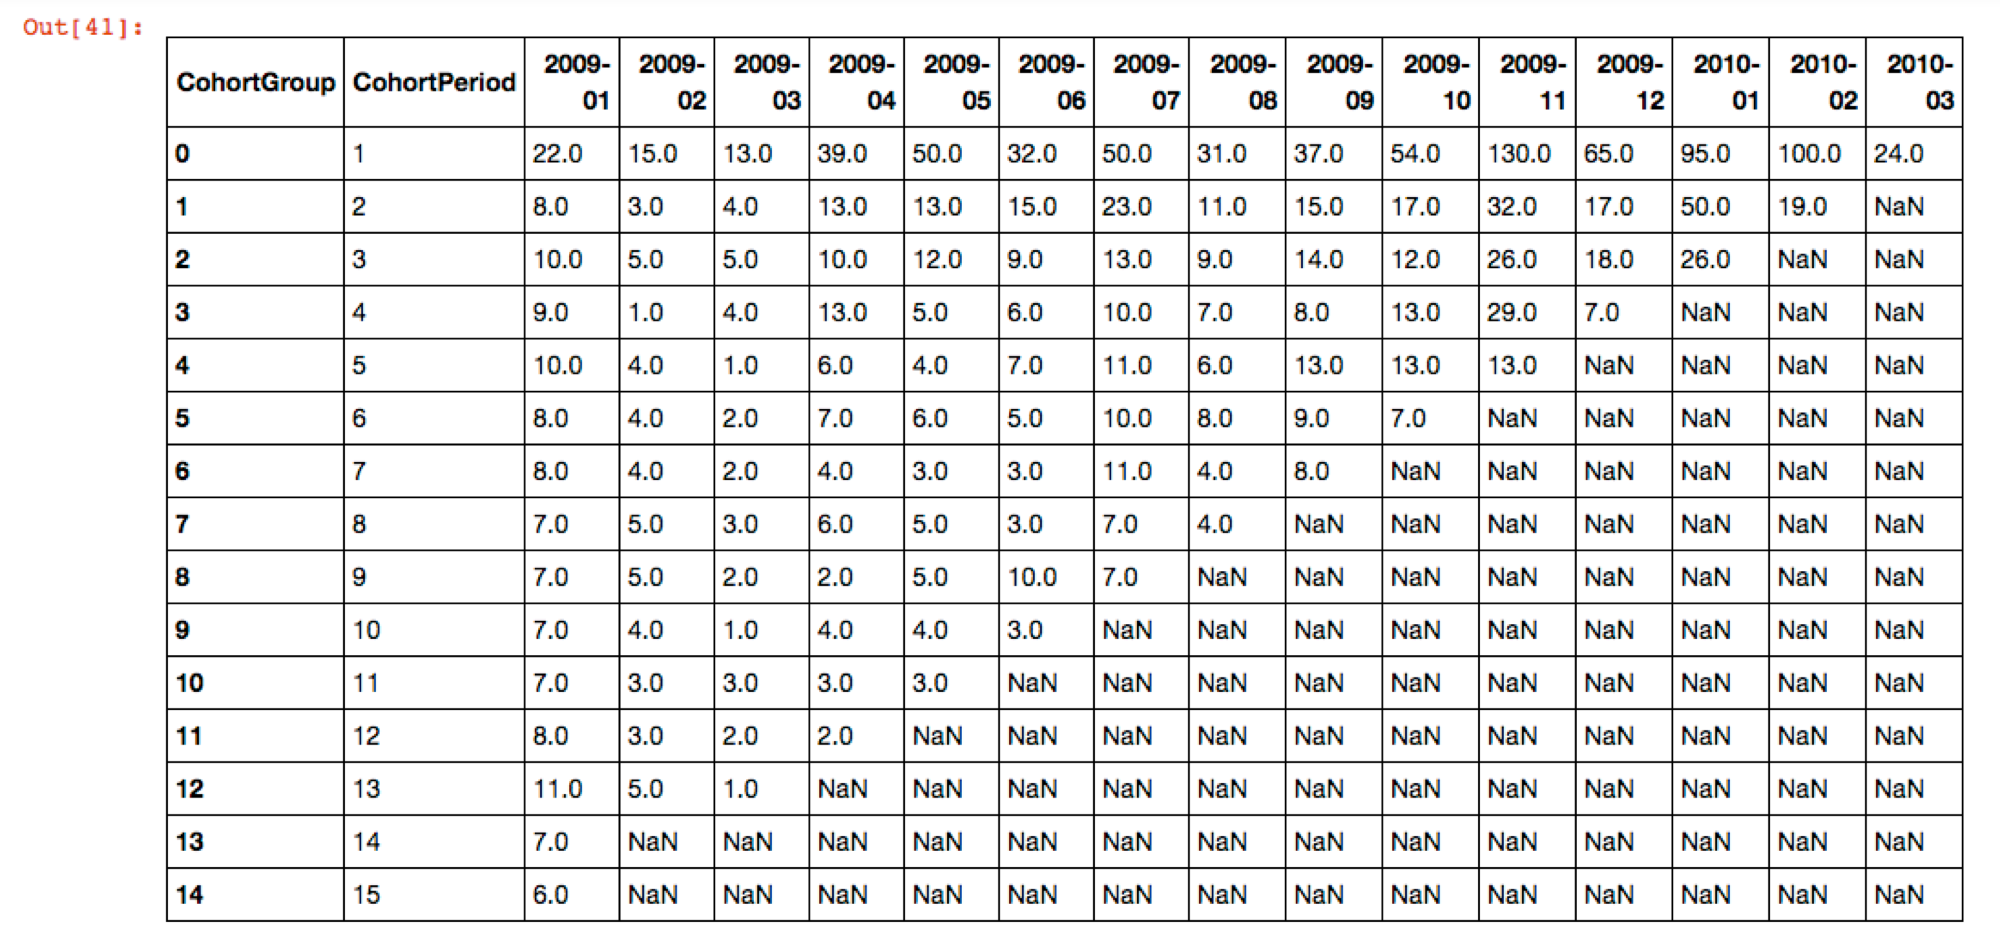 Out[41]:
CohortGroup CohortPeriod 2009-01 2009-02 2009-03 2009-04 2009-05 2009-06 2009-07 2009-08 2009-09 2009-10 2009-11 2009-12 2010-01 2010-02 2010-03
0 1 22.0 15.0 13.0 39.0 50.0 32.0 50.0 31.0 37.0 54.0 130.0 65.0 95.0 100.0 24.0
1 2 8.0 3.0 4.0 13.0 13.0 15.0 23.0 11.0 15.0 17.0 32.0 17.0 50.0 19.0 NaN
2 3 10.0 5.0 5.0 10.0 12.0 9.0 13.0 9.0 14.0 12.0 26.0 18.0 26.0 NaN NaN
3 4 9.0 1.0 4.0 13.0 5.0 6.0 10.0 7.0 8.0 13.0 29.0 7.0 NaN NaN NaN
4 5 10.0 4.0 1.0 6.0 4.0 7.0 11.0 6.0 13.0 13.0 13.0 NaN NaN NaN NaN
5 6 8.0 4.0 2.0 7.0 6.0 5.0 10.0 8.0 9.0 7.0 NaN NaN NaN NaN NaN
6 7 8.0 4.0 2.0 4.0 3.0 3.0 11.0 4.0 8.0 NaN NaN NaN NaN NaN NaN
7 8 7.0 5.0 3.0 6.0 5.0 3.0 7.0 4.0 NaN NaN NaN NaN NaN NaN NaN
8 9 7.0 5.0 2.0 2.0 5.0 10.0 7.0 NaN NaN NaN NaN NaN NaN NaN NaN
9 10 7.0 4.0 1.0 4.0 4.0 3.0 NaN NaN NaN NaN NaN NaN NaN NaN NaN
10 11 7.0 3.0 3.0 3.0 3.0 NaN NaN NaN NaN NaN NaN NaN NaN NaN NaN
11 12 8.0 3.0 2.0 2.0 NaN NaN NaN NaN NaN NaN NaN NaN NaN NaN NaN
12 13 11.0 5.0 1.0 NaN NaN NaN NaN NaN NaN NaN NaN NaN NaN NaN NaN
13 14 7.0 NaN NaN NaN NaN NaN NaN NaN NaN NaN NaN NaN NaN NaN NaN
14 15 6.0 NaN NaN NaN NaN NaN NaN NaN NaN NaN NaN NaN NaN NaN NaN